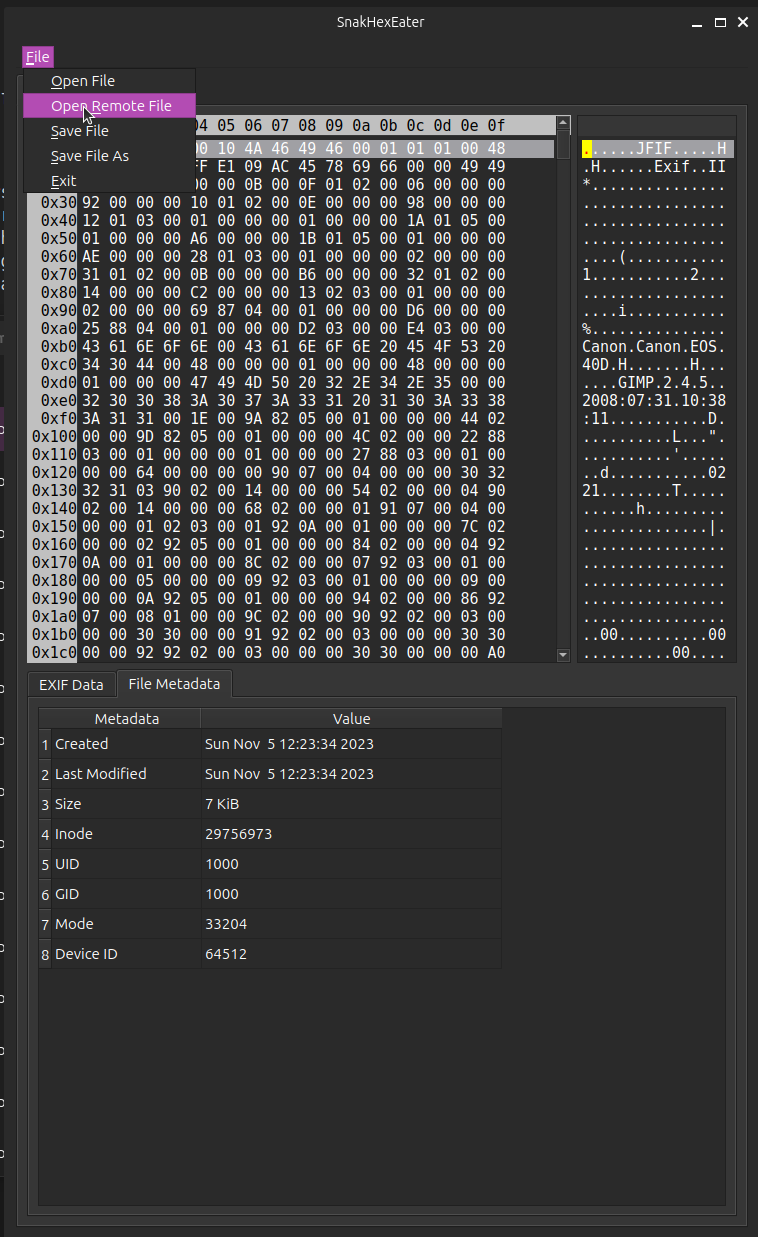 SnakHexEater
File
Open File
Open Remote File
Save File
Save File As
Exit
04 05 06 07 08 09 0a 0b 0c 0d 0e 0f
00 10 4A 46 49 46 00 01 01 01 00 48 ......JFIF.....H
FF E1 09 AC 45 78 69 66 00 00 49 49 .H......Exif..II
00 00 0B 00 0F 01 02 00 06 00 00 00 *...............
0x30 92 00 00 00 10 01 02 00 0E 00 00 00 98 00 00 00 ................
0x40 12 01 03 00 01 00 00 00 01 00 00 00 1A 01 05 00 ................
0x50 01 00 00 00 A6 00 00 00 1B 01 05 00 01 00 00 00 ................
0x60 AE 00 00 00 28 01 03 00 01 00 00 00 02 00 00 00 ....(...........
0x70 31 01 02 00 0B 00 00 00 B6 00 00 00 32 01 02 00 1...........2...
0x80 14 00 00 00 C2 00 00 00 13 02 03 00 01 00 00 00 ................
0x90 02 00 00 00 69 87 04 00 01 00 00 00 D6 00 00 00 ....i...........
0xa0 25 88 04 00 01 00 00 00 D2 03 00 00 E4 03 00 00 %...............
0xb0 43 61 6E 6F 6E 00 43 61 6E 6F 6E 20 45 4F 53 20 Canon.Canon.EOS.
0xc0 34 30 44 00 48 00 00 00 01 00 00 00 48 00 00 00 40D.H.......H...
0xd0 01 00 00 00 47 49 4D 50 20 32 2E 34 2E 35 00 00 ....GIMP.2.4.5..
0xe0 32 30 30 38 3A 30 37 3A 33 31 20 31 30 3A 33 38 2008:07:31.10:38
0xf0 3A 31 31 00 1E 00 9A 82 05 00 01 00 00 00 44 02 :11...........D.
0x100 00 00 9D 82 05 00 01 00 00 00 4C 02 00 00 22 88 ..........L...".
0x110 03 00 01 00 00 00 01 00 00 00 27 88 03 00 01 00 ..........'.....
0x120 00 00 64 00 00 00 00 90 07 00 04 00 00 00 30 32 ..d...........02
0x130 32 31 03 90 02 00 14 00 00 00 54 02 00 00 04 90 21........T.....
0x140 02 00 14 00 00 00 68 02 00 00 01 91 07 00 04 00 ......h.........
0x150 00 00 01 02 03 00 01 92 0A 00 01 00 00 00 7C 02 ..............|.
0x160 00 00 02 92 05 00 01 00 00 00 84 02 00 00 04 92 ................
0x170 0A 00 01 00 00 00 8C 02 00 00 07 92 03 00 01 00 ................
0x180 00 00 05 00 00 00 09 92 03 00 01 00 00 00 09 00 ................
0x190 00 00 0A 92 05 00 01 00 00 00 94 02 00 00 86 92 ................
0x1a0 07 00 08 01 00 00 9C 02 00 00 90 92 02 00 03 00 ................
0x1b0 00 00 30 30 00 00 91 92 02 00 03 00 00 00 30 30 ..00..........00
0x1c0 00 00 92 92 02 00 03 00 00 00 30 30 00 00 00 A0 ..........00....
EXIF Data File Metadata
Metadata Value
1 Created Sun Nov  5 12:23:34 2023
2 Last Modified Sun Nov  5 12:23:34 2023
3 Size 7 KiB
4 Inode 29756973
5 UID 1000
6 GID 1000
7 Mode 33204
8 Device ID 64512